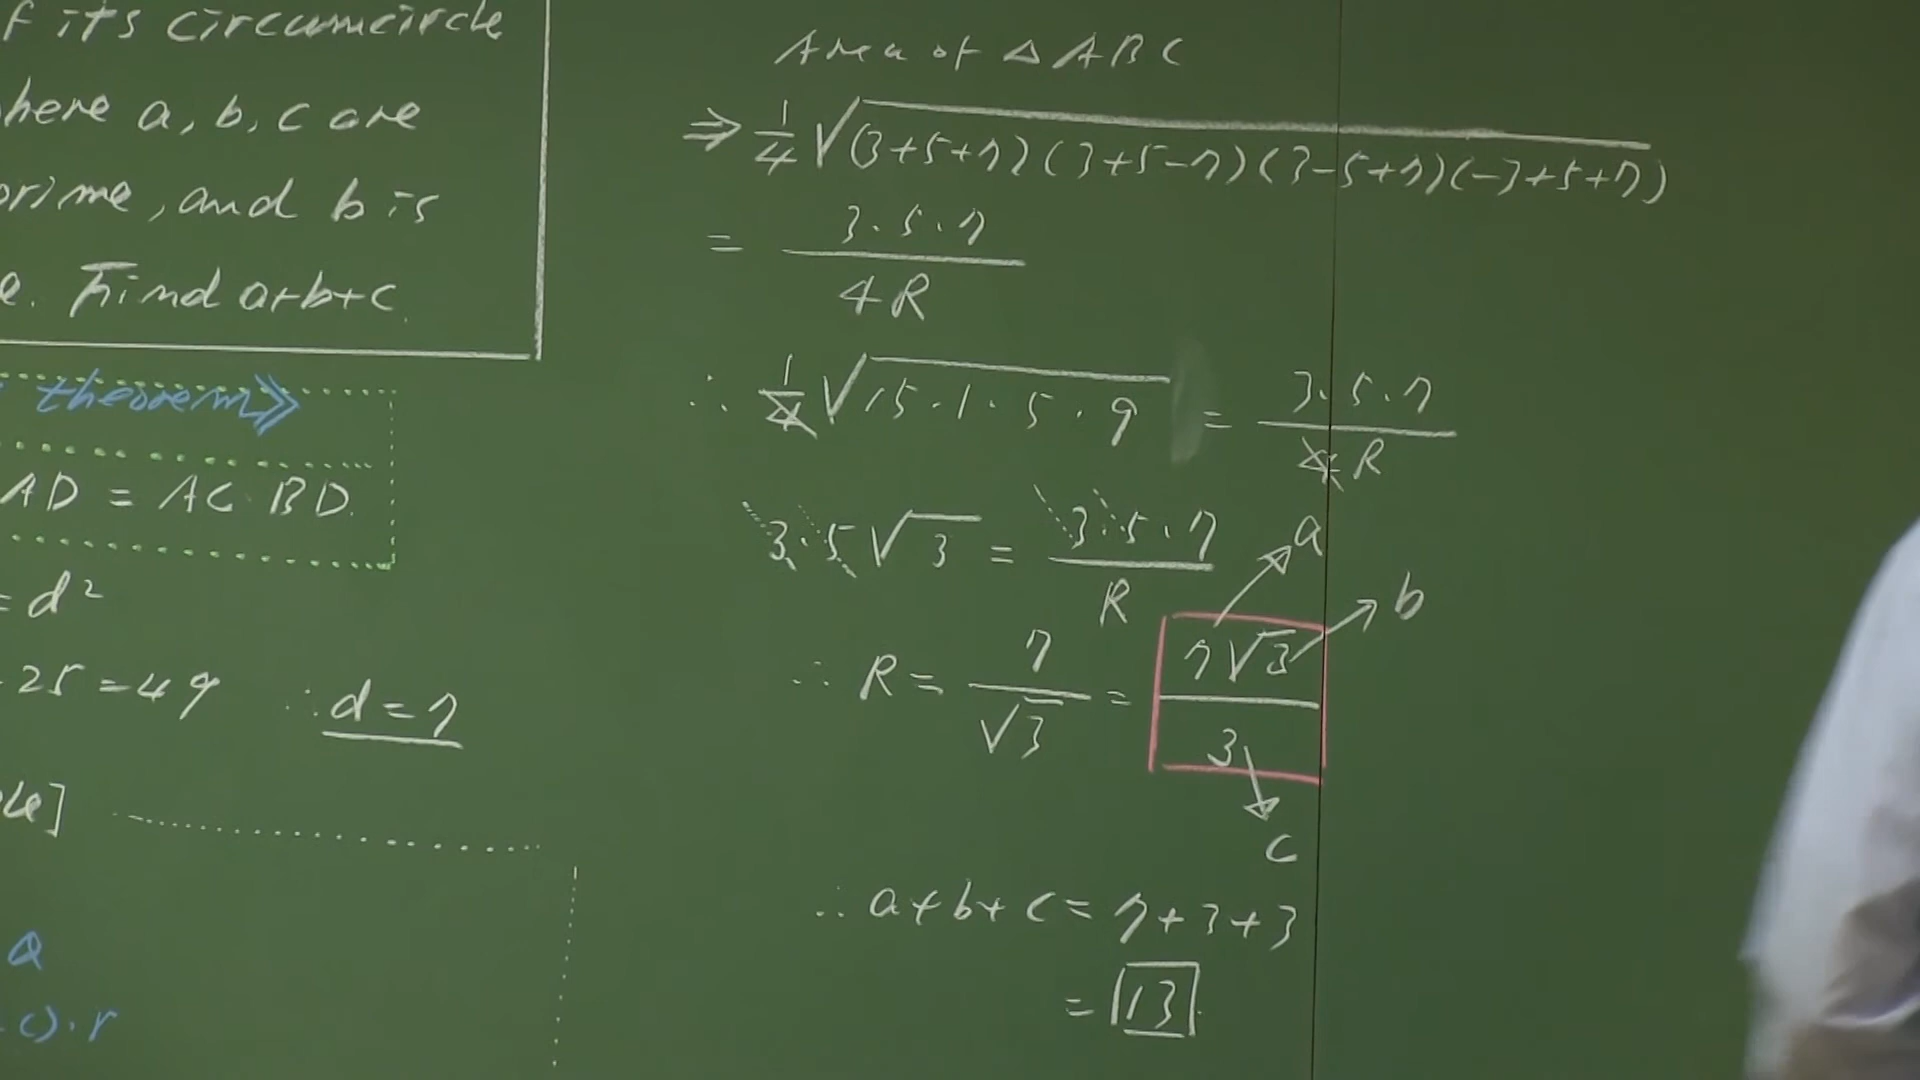 f its circumcircle
here a, b, c are
prime, and b is
e. Find a+b+c.
theorem≫
AD = AC BD.
= d²
25 = 49 ∴ d = 7
le]
Q
c)·r
Area of △ABC
⇒ 1/4 √(3+5+7)(3+5-7)(3-5+7)(-3+5+7)
= 3·5·7 / 4R
∴ 1/4 √15·1·5·9 = 3·5·7 / 4R
3·5√3 = 3·5·7 / R
∴ R = 7/√3 = 7√3 / 3
a
b
c
∴ a+b+c = 7+3+3
= 13